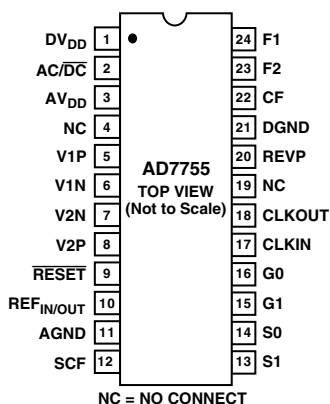 DVDD 1 24 F1
AC/DC 2 23 F2
AVDD 3 22 CF
NC 4 21 DGND
V1P 5 20 REVP
V1N 6 19 NC
V2N 7 18 CLKOUT
V2P 8 17 CLKIN
RESET 9 16 G0
REFIN/OUT 10 15 G1
AGND 11 14 S0
SCF 12 13 S1
AD7755
TOP VIEW
(Not to Scale)
NC = NO CONNECT